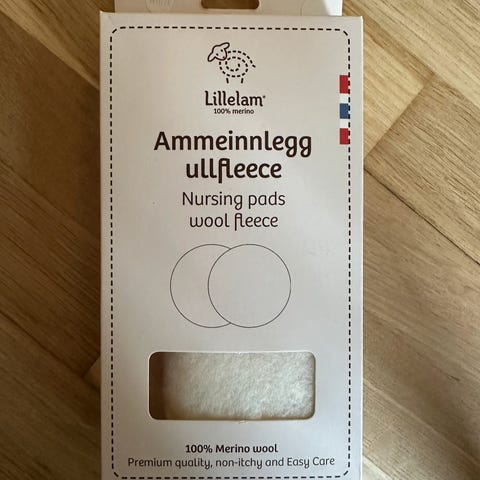 Lillelam®
100% merino
Ammeinnlegg
ullfleece
Nursing pads
wool fleece
100% Merino wool
Premium quality, non-itchy and Easy Care